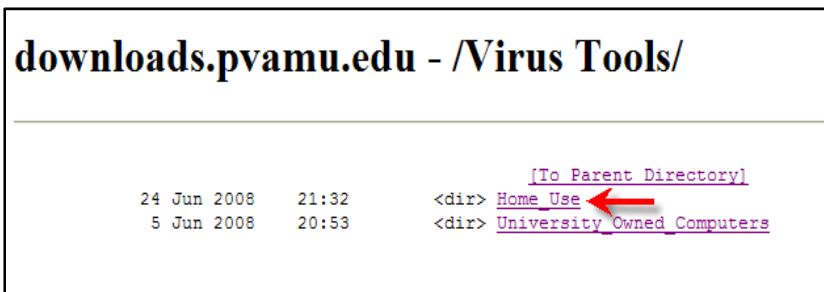 downloads.pvamu.edu - /Virus Tools/
[To Parent Directory]
24 Jun 2008 21:32 <dir> Home_Use
5 Jun 2008 20:53 <dir> University_Owned_Computers